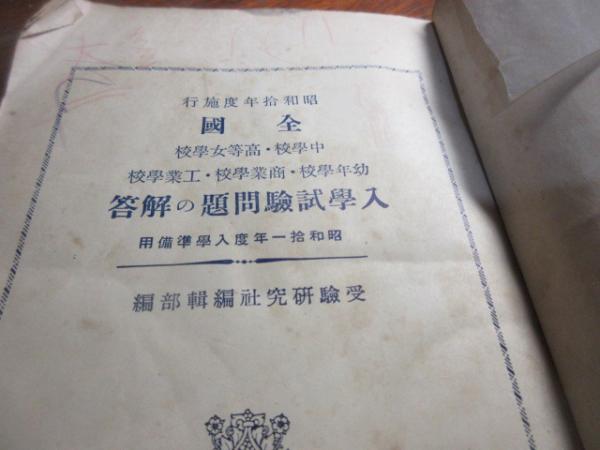 昭和拾年度施行
全國
中學校・高等女學校
幼年學校・商業學校・工業學校
入學試驗問題の解答
昭和拾一年度入學準備用
受驗硏究社編輯部編